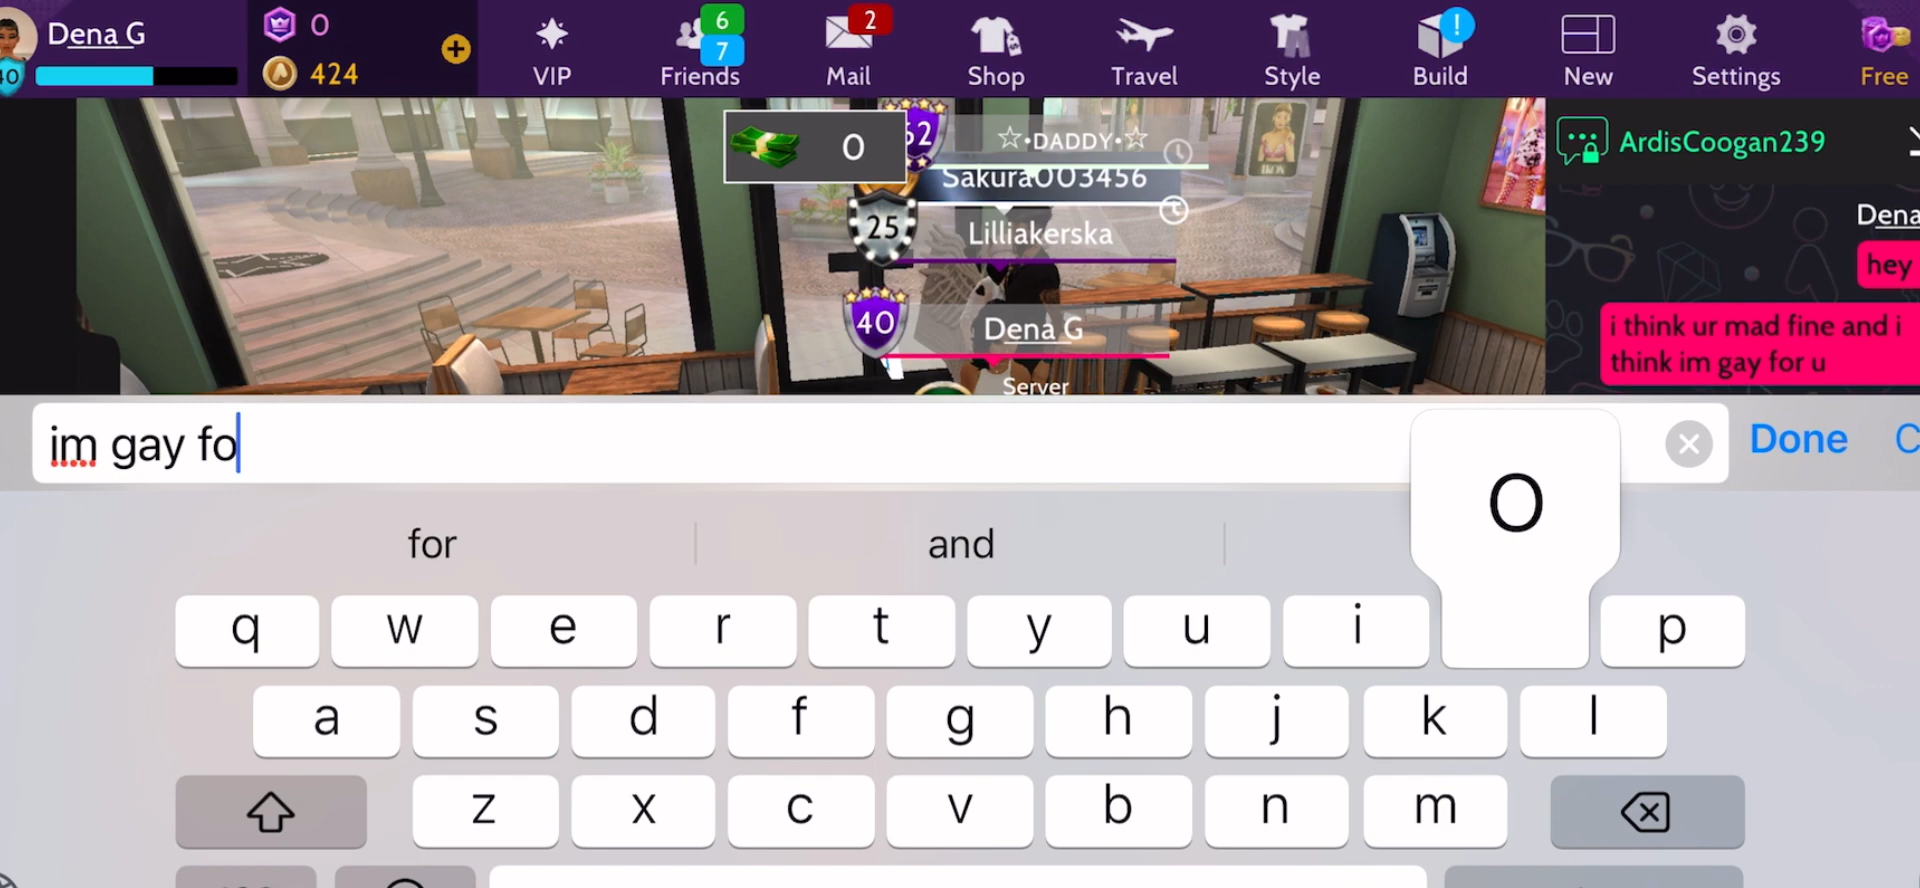 Dena G
40
0
424
VIP
6
7
Friends
2
Mail
Shop
Travel
Style
!
Build
New
Settings
Free
0
62
☆•DADDY•☆
Sakura003456
25
Lilliakerska
40
Dena G
Server
ArdisCoogan239
Dena
hey
i think ur mad fine and i
think im gay for u
im gay fo
Done
for
and
O
q w e r t y u i p
a s d f g h j k l
z x c v b n m